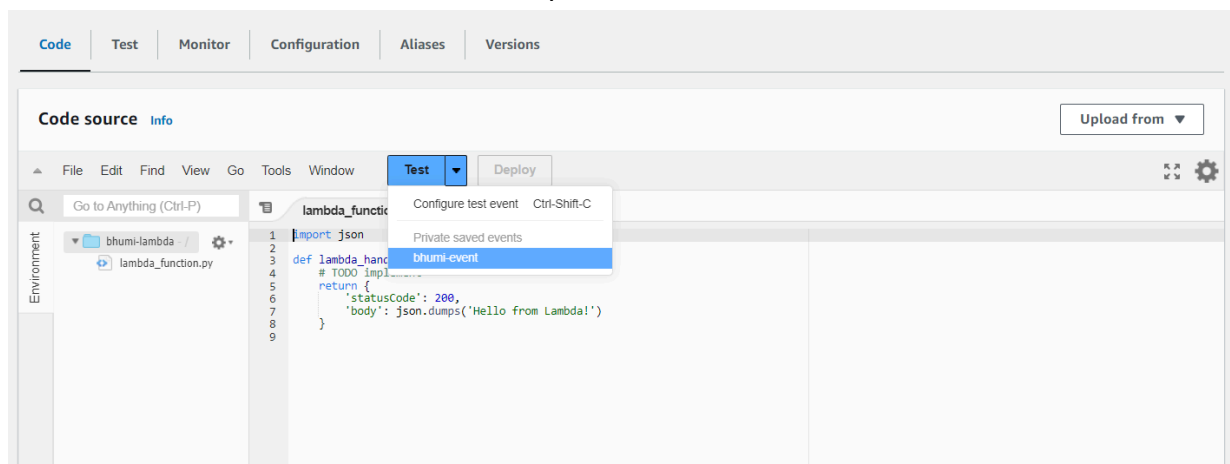 Code Test Monitor Configuration Aliases Versions
Code source Info
Upload from
File Edit Find View Go Tools Window Test Deploy
Go to Anything (Ctrl-P)
lambda_functio
Configure test event Ctrl-Shift-C
Private saved events
bhumi-event
Environment
bhumi-lambda - /
lambda_function.py
1 import json
2
3 def lambda_hand
4 # TODO implement
5 return {
6 'statusCode': 200,
7 'body': json.dumps('Hello from Lambda!')
8 }
9